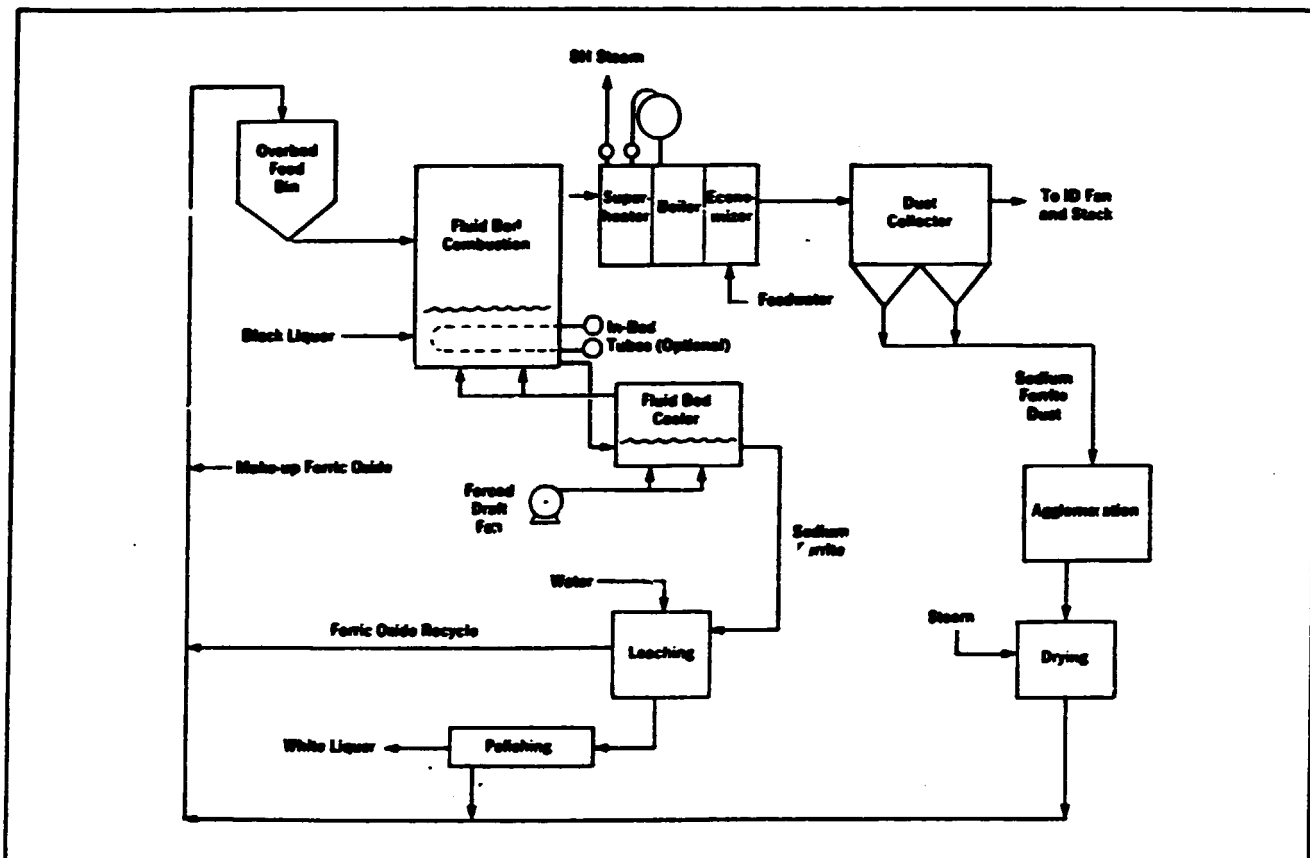 SH Steam
Overbed
Feed
Bin
Fluid Bed
Combustion
Super-
heater
Boiler
Econo-
mizer
Dust
Collector
To ID Fan
and Stack
Feedwater
Black Liquor
In-Bed
Tubes (Optional)
Fluid Bed
Cooler
Sodium
Ferrite
Dust
Make-up Ferric Oxide
Forced
Draft
Fan
Sodium
Agglomeration
Water
Ferric Oxide Recycle
Leaching
Steam
Drying
White Liquor
Polishing